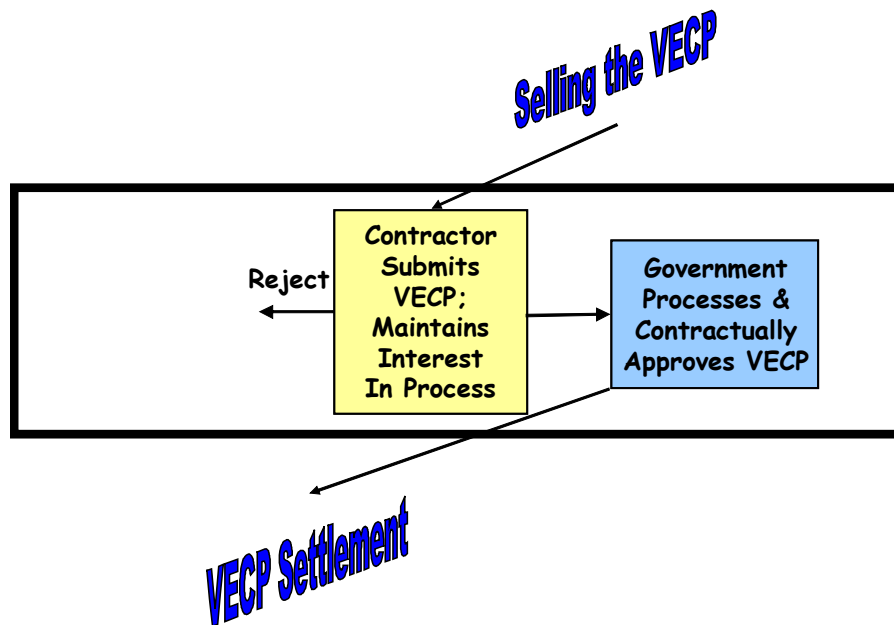 Selling the VECP
Reject
Contractor
Submits
VECP;
Maintains
Interest
In Process
Government
Processes &
Contractually
Approves VECP
VECP Settlement